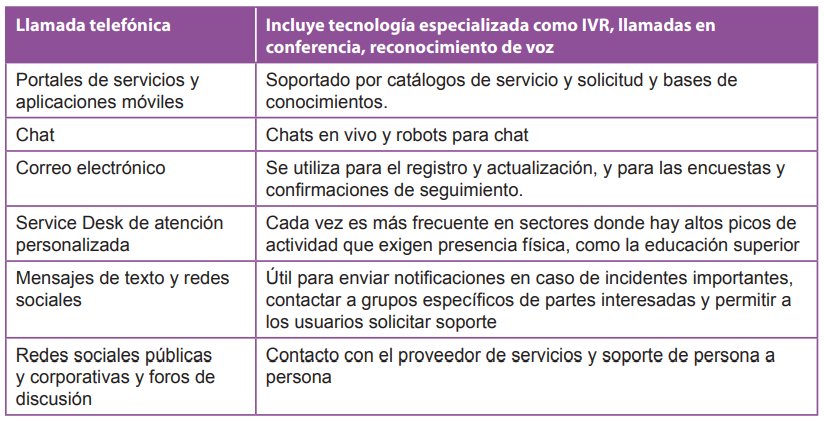 Llamada telefónica
Incluye tecnología especializada como IVR, llamadas en
conferencia, reconocimiento de voz
Portales de servicios y
aplicaciones móviles
Soportado por catálogos de servicio y solicitud y bases de
conocimientos.
Chat
Chats en vivo y robots para chat
Correo electrónico
Se utiliza para el registro y actualización, y para las encuestas y
confirmaciones de seguimiento.
Service Desk de atención
personalizada
Cada vez es más frecuente en sectores donde hay altos picos de
actividad que exigen presencia física, como la educación superior
Mensajes de texto y redes
sociales
Útil para enviar notificaciones en caso de incidentes importantes,
contactar a grupos específicos de partes interesadas y permitir a
los usuarios solicitar soporte
Redes sociales públicas
y corporativas y foros de
discusión
Contacto con el proveedor de servicios y soporte de persona a
persona